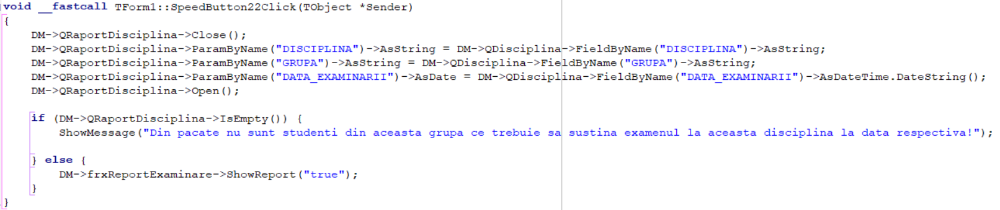 void __fastcall TForm1::SpeedButton22Click(TObject *Sender)
{
    DM->QRaportDisciplina->Close();
    DM->QRaportDisciplina->ParamByName("DISCIPLINA")->AsString = DM->QDisciplina->FieldByName("DISCIPLINA")->AsString;
    DM->QRaportDisciplina->ParamByName("GRUPA")->AsString = DM->QDisciplina->FieldByName("GRUPA")->AsString;
    DM->QRaportDisciplina->ParamByName("DATA_EXAMINARII")->AsDate = DM->QDisciplina->FieldByName("DATA_EXAMINARII")->AsDateTime.DateString();
    DM->QRaportDisciplina->Open();
    if (DM->QRaportDisciplina->IsEmpty()) {
        ShowMessage("Din pacate nu sunt studenti din aceasta grupa ce trebuie sa sustina examenul la aceasta disciplina la data respectiva!");
    } else {
        DM->frxReportExaminare->ShowReport("true");
    }
}